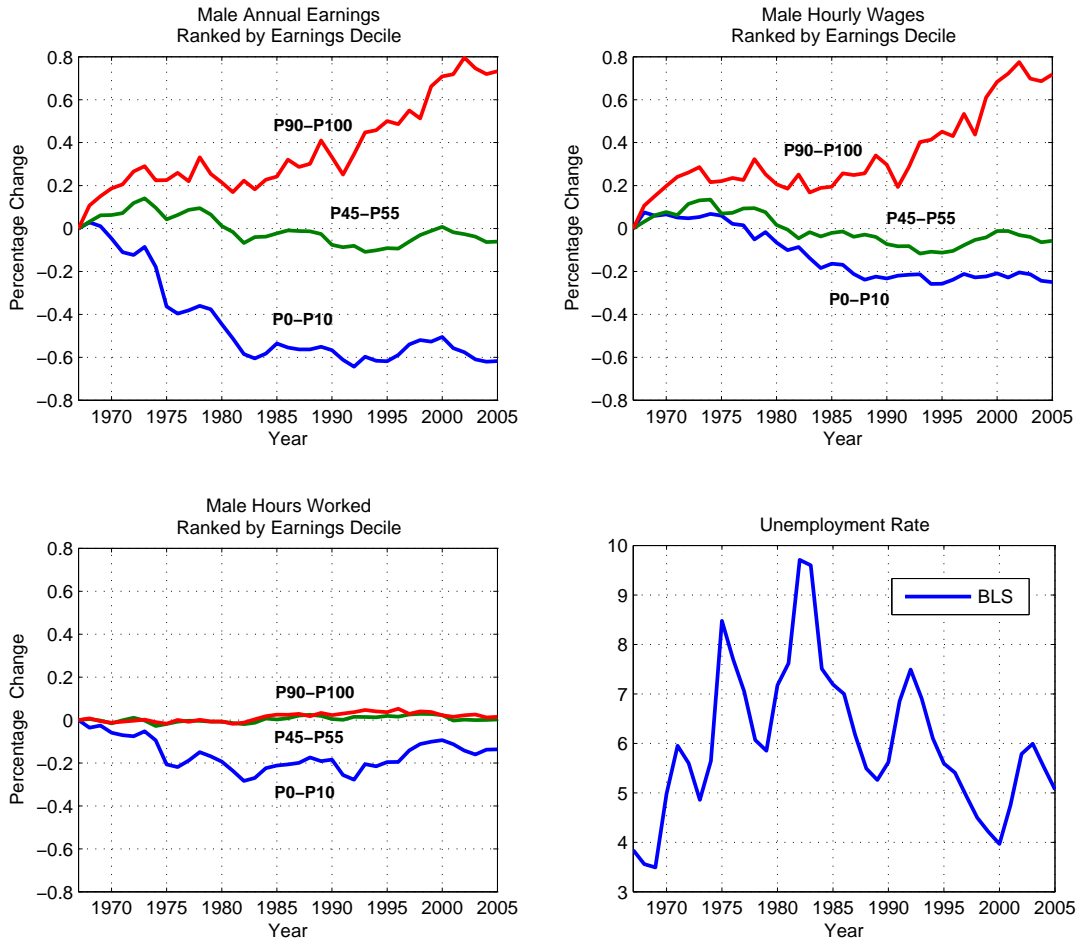 Male Annual Earnings
Ranked by Earnings Decile
0.8
0.6
0.4
0.2
0
−0.2
−0.4
−0.6
−0.8
Percentage Change
P90−P100
P45−P55
P0−P10
1970 1975 1980 1985 1990 1995 2000 2005
Year
Male Hourly Wages
Ranked by Earnings Decile
0.8
0.6
0.4
0.2
0
−0.2
−0.4
−0.6
−0.8
Percentage Change
P90−P100
P45−P55
P0−P10
1970 1975 1980 1985 1990 1995 2000 2005
Year
Male Hours Worked
Ranked by Earnings Decile
0.8
0.6
0.4
0.2
0
−0.2
−0.4
−0.6
−0.8
Percentage Change
P90−P100
P45−P55
P0−P10
1970 1975 1980 1985 1990 1995 2000 2005
Year
Unemployment Rate
10
9
8
7
6
5
4
3
BLS
1970 1975 1980 1985 1990 1995 2000 2005
Year